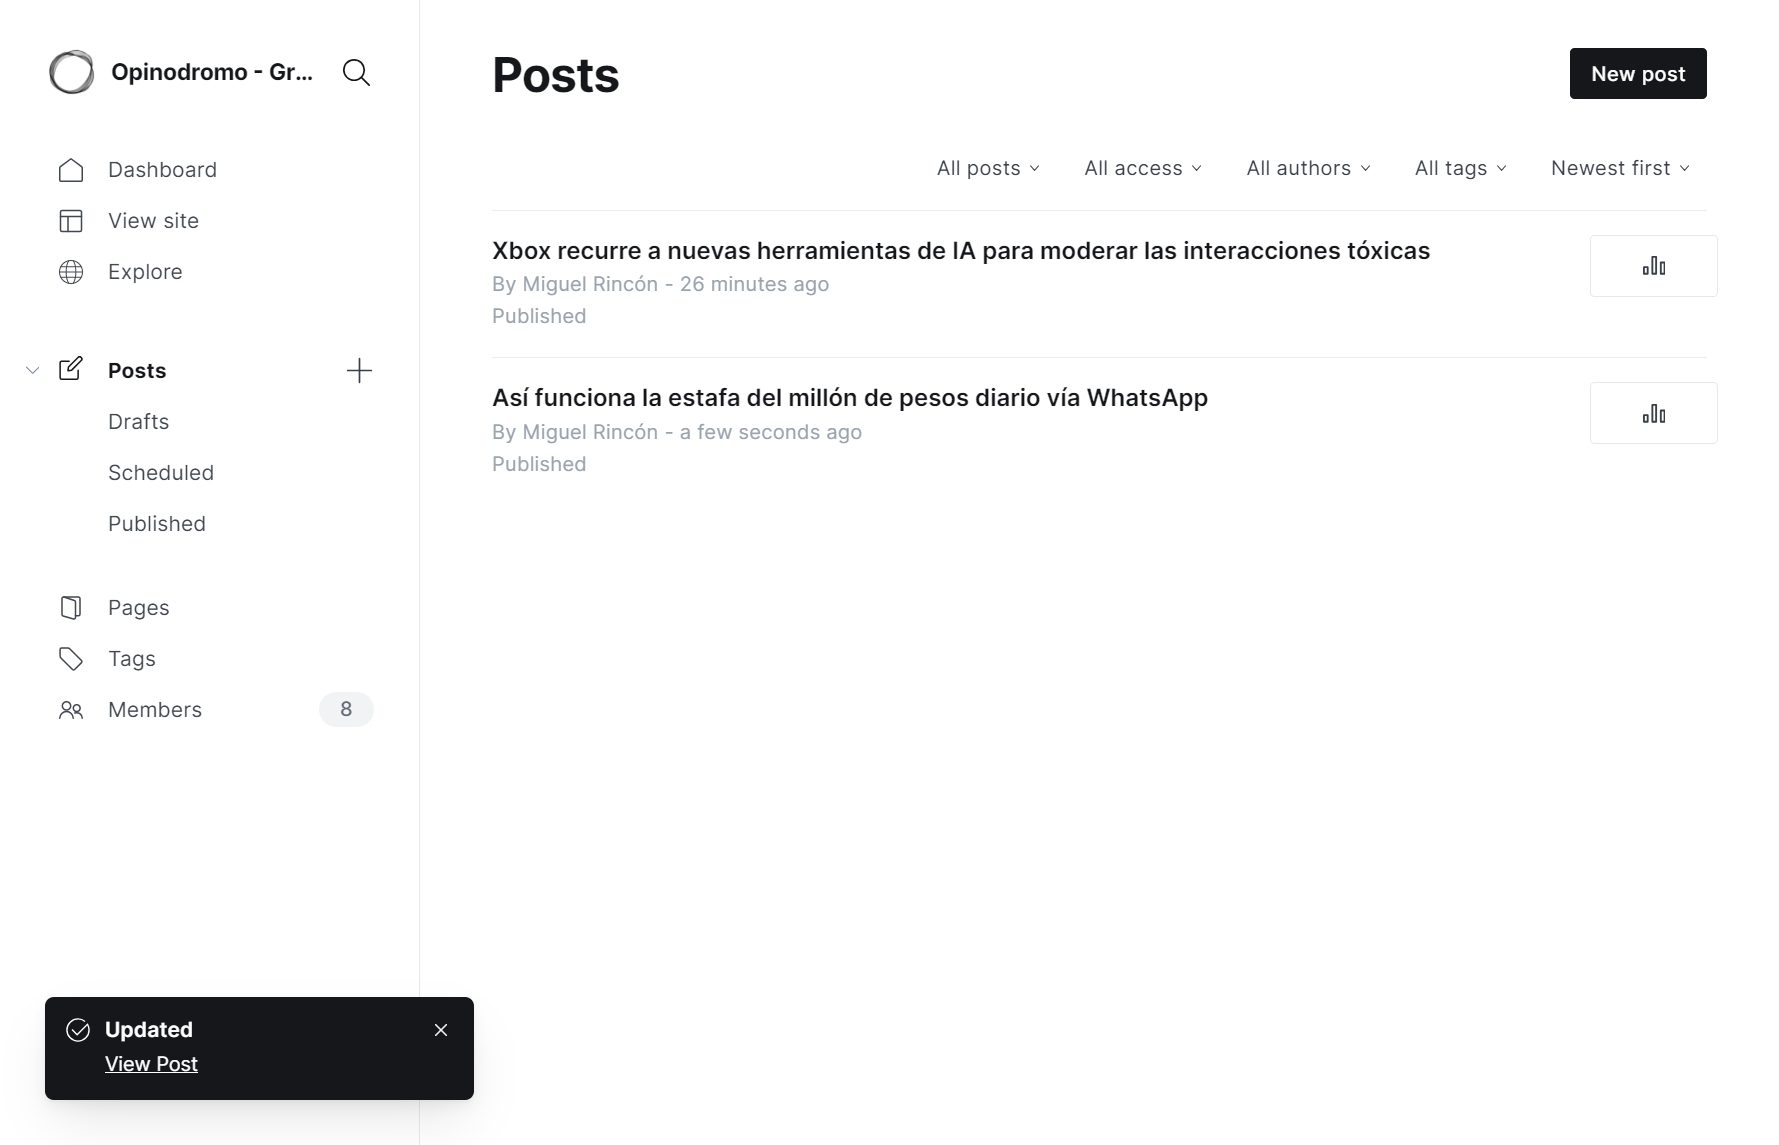 Opinodromo - Gr...
Dashboard
View site
Explore
Posts
Drafts
Scheduled
Published
Pages
Tags
Members 8
Posts
New post
All posts All access All authors All tags Newest first
Xbox recurre a nuevas herramientas de IA para moderar las interacciones tóxicas
By Miguel Rincón - 26 minutes ago
Published
Así funciona la estafa del millón de pesos diario vía WhatsApp
By Miguel Rincón - a few seconds ago
Published
Updated
View Post